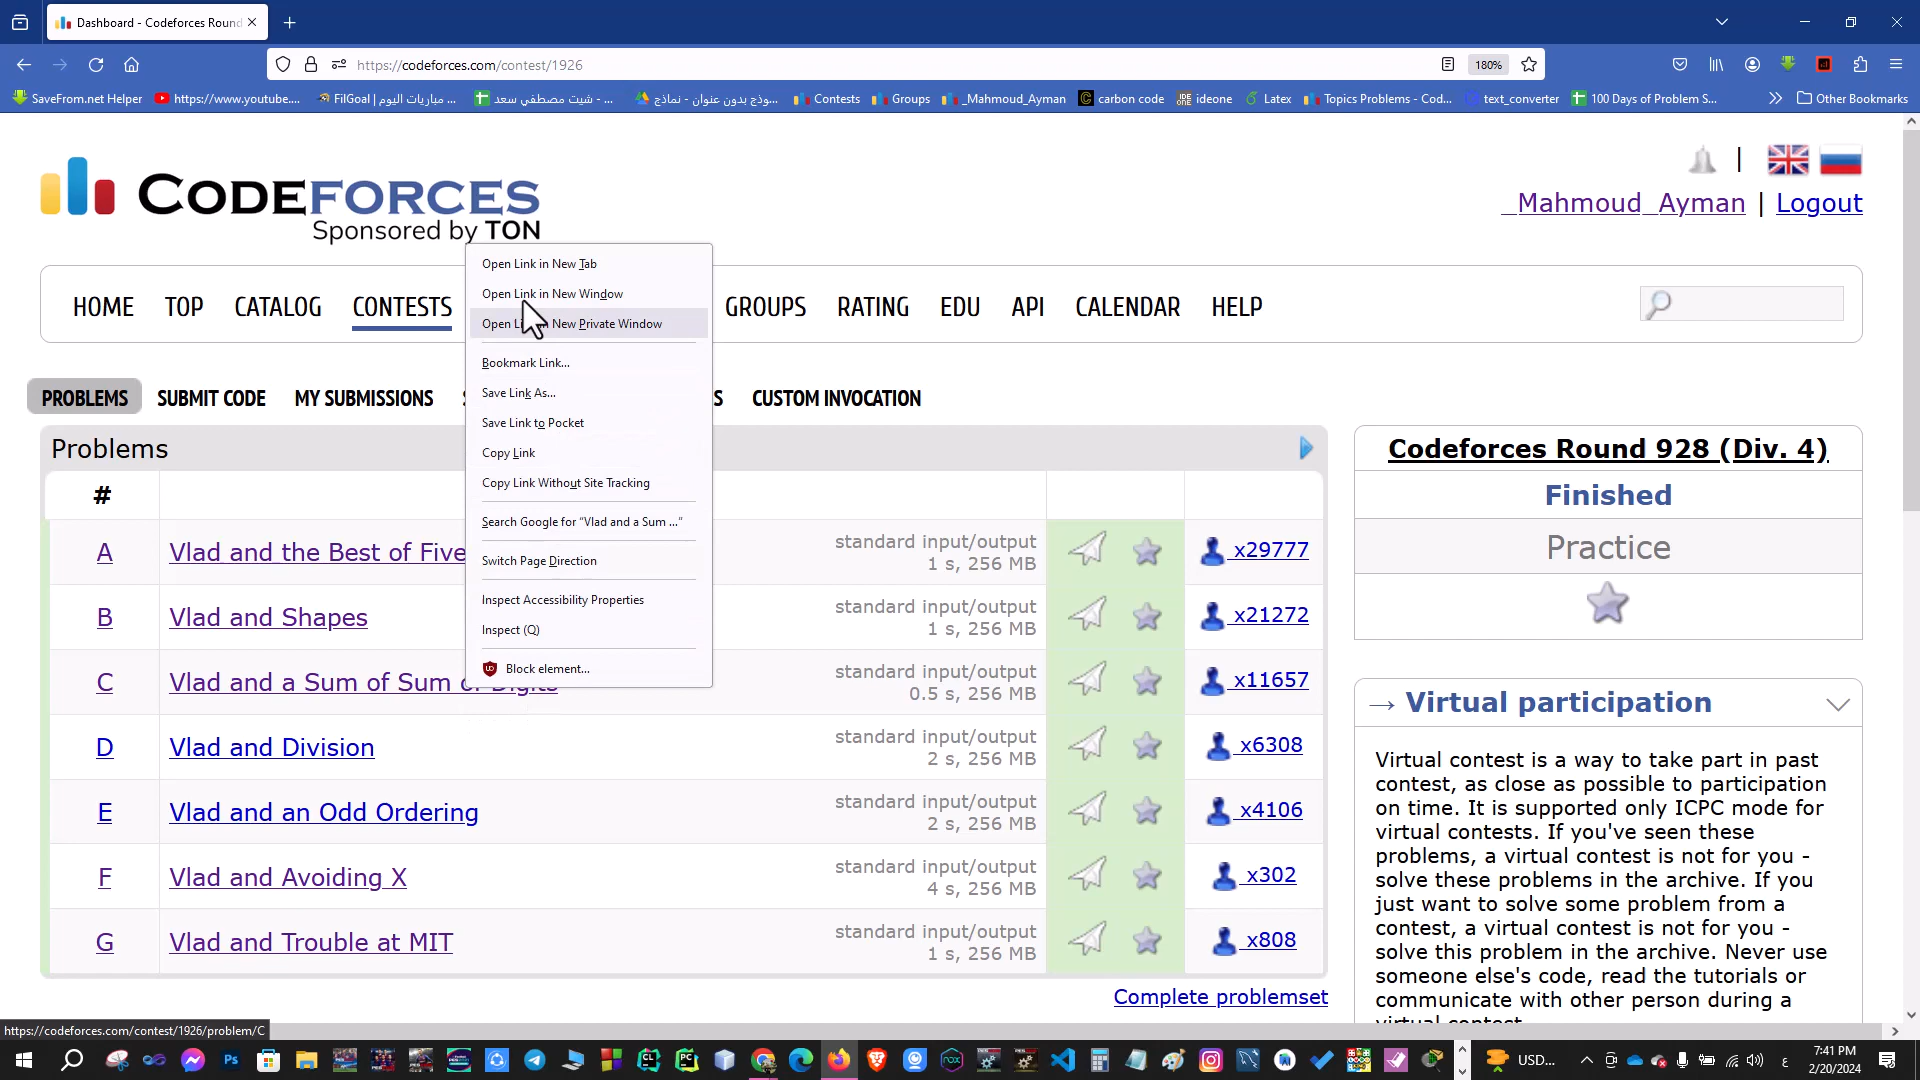 Dashboard - Codeforces Round
https://codeforces.com/contest/1926
180%
SaveFrom.net Helper
https://www.youtube....
FilGoal | مباريات اليوم ...
شيت مصطفي سعد - ...
نموذج بدون عنوان - نماذج...
Contests
Groups
_Mahmoud_Ayman
carbon code
ideone
Latex
Topics Problems - Cod...
text_converter
100 Days of Problem S...
Other Bookmarks
CODEFORCES
Sponsored by TON
_Mahmoud_Ayman | Logout
HOME TOP CATALOG CONTESTS GROUPS RATING EDU API CALENDAR HELP
Open Link in New Tab
Open Link in New Window
Open Link in New Private Window
Bookmark Link...
Save Link As...
Save Link to Pocket
Copy Link
Copy Link Without Site Tracking
Search Google for “Vlad and a Sum ...”
Switch Page Direction
Inspect Accessibility Properties
Inspect (Q)
Block element...
PROBLEMS SUBMIT CODE MY SUBMISSIONS S S CUSTOM INVOCATION
Problems
#
A Vlad and the Best of Five standard input/output x29777
1 s, 256 MB
B Vlad and Shapes standard input/output x21272
1 s, 256 MB
C Vlad and a Sum of Sum of Digits standard input/output x11657
0.5 s, 256 MB
D Vlad and Division standard input/output x6308
2 s, 256 MB
E Vlad and an Odd Ordering standard input/output x4106
2 s, 256 MB
F Vlad and Avoiding X standard input/output x302
4 s, 256 MB
G Vlad and Trouble at MIT standard input/output x808
1 s, 256 MB
Complete problemset
Codeforces Round 928 (Div. 4)
Finished
Practice
→ Virtual participation
Virtual contest is a way to take part in past
contest, as close as possible to participation
on time. It is supported only ICPC mode for
virtual contests. If you've seen these
problems, a virtual contest is not for you -
solve these problems in the archive. If you
just want to solve some problem from a
contest, a virtual contest is not for you -
solve this problem in the archive. Never use
someone else's code, read the tutorials or
communicate with other person during a
virtual contest.
https://codeforces.com/contest/1926/problem/C
USD...
ع
7:41 PM
2/20/2024